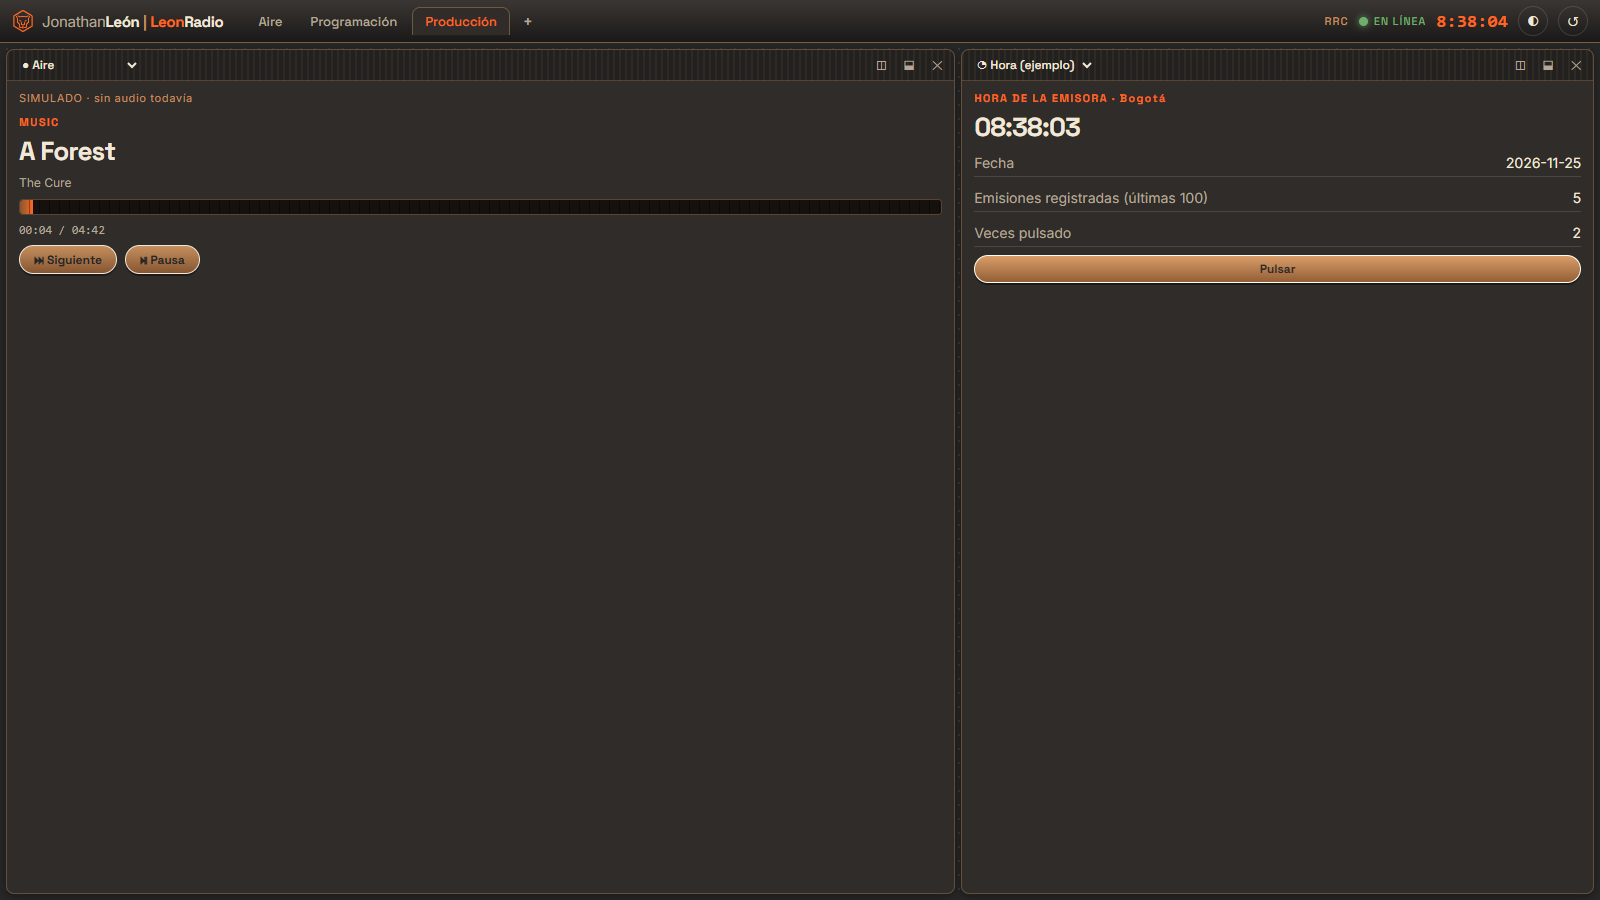 JonathanLeón | LeonRadio
Aire
Programación
Producción
+
RRC
EN LÍNEA
8:38:04
Aire
SIMULADO · sin audio todavía
MUSIC
A Forest
The Cure
00:04 / 04:42
Siguiente
Pausa
Hora (ejemplo)
HORA DE LA EMISORA · Bogotá
08:38:03
Fecha 2026-11-25
Emisiones registradas (últimas 100) 5
Veces pulsado 2
Pulsar